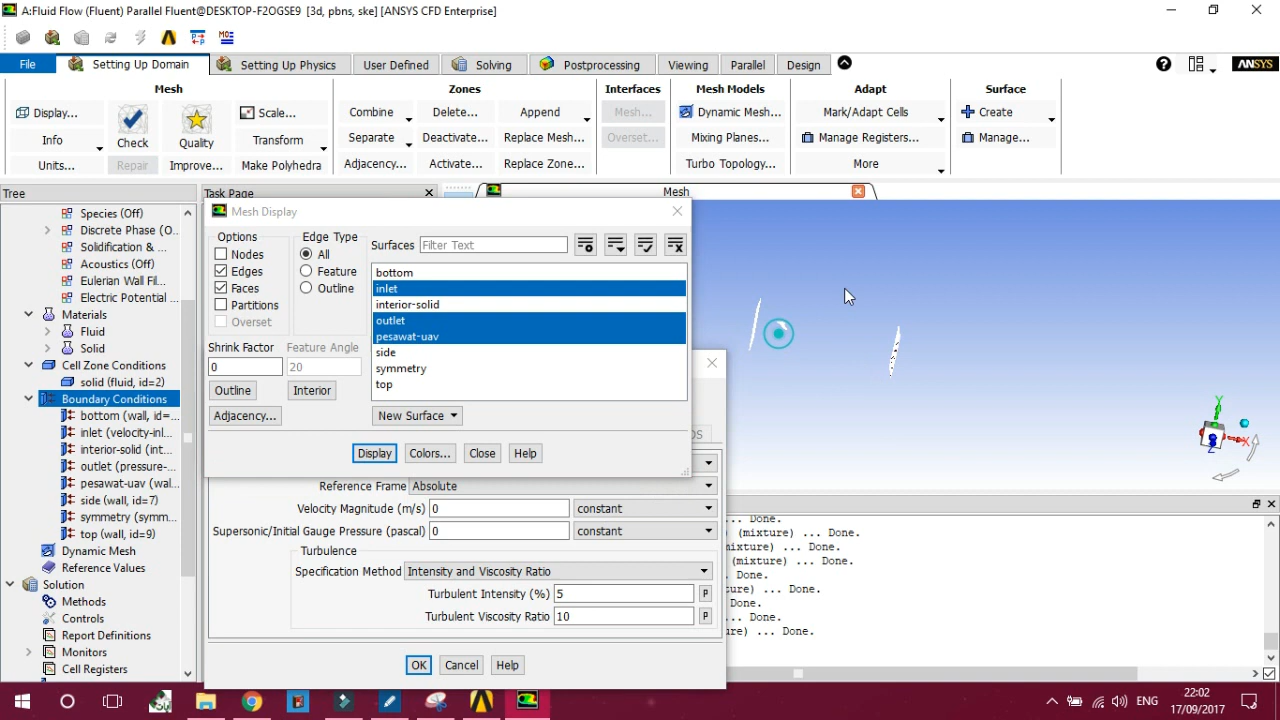 A:Fluid Flow (Fluent) Parallel Fluent@DESKTOP-F2OGSE9 [3d, pbns, ske] [ANSYS CFD Enterprise]
File
Setting Up Domain
Setting Up Physics
User Defined
Solving
Postprocessing
Viewing
Parallel
Design
ANSYS
Mesh
Zones
Interfaces
Mesh Models
Adapt
Surface
Display...
Scale...
Combine
Delete...
Append
Mesh...
Dynamic Mesh...
Mark/Adapt Cells
Create
Info
Check
Quality
Transform
Separate
Deactivate...
Replace Mesh...
Overset...
Mixing Planes...
Manage Registers...
Manage...
Units...
Repair
Improve...
Make Polyhedra
Adjacency...
Activate...
Replace Zone...
Turbo Topology...
More
Tree
Task Page
Mesh
Species (Off)
Discrete Phase (O...
Solidification & ...
Acoustics (Off)
Eulerian Wall Fil...
Electric Potential ...
Materials
Fluid
Solid
Cell Zone Conditions
solid (fluid, id=2)
Boundary Conditions
bottom (wall, id=...
inlet (velocity-inl...
interior-solid (int...
outlet (pressure-...
pesawat-uav (wal...
side (wall, id=7)
symmetry (symm...
top (wall, id=9)
Dynamic Mesh
Reference Values
Solution
Methods
Controls
Report Definitions
Monitors
Cell Registers
Mesh Display
Options
Nodes
Edges
Faces
Partitions
Overset
Edge Type
All
Feature
Outline
Shrink Factor
Feature Angle
0
20
Outline
Interior
Adjacency...
Surfaces
Filter Text
bottom
inlet
interior-solid
outlet
pesawat-uav
side
symmetry
top
New Surface
Display
Colors...
Close
Help
Reference Frame Absolute
Velocity Magnitude (m/s) 0 constant
Supersonic/Initial Gauge Pressure (pascal) 0 constant
Turbulence
Specification Method Intensity and Viscosity Ratio
Turbulent Intensity (%) 5 P
Turbulent Viscosity Ratio 10 P
OK
Cancel
Help
Y
X
Z
... Done.
(mixture) ... Done.
mixture) ... Done.
(mixture) ... Done.
Done.
ure) ... Done.
Done.
... Done.
ure) ... Done.
ENG
22:02
17/09/2017